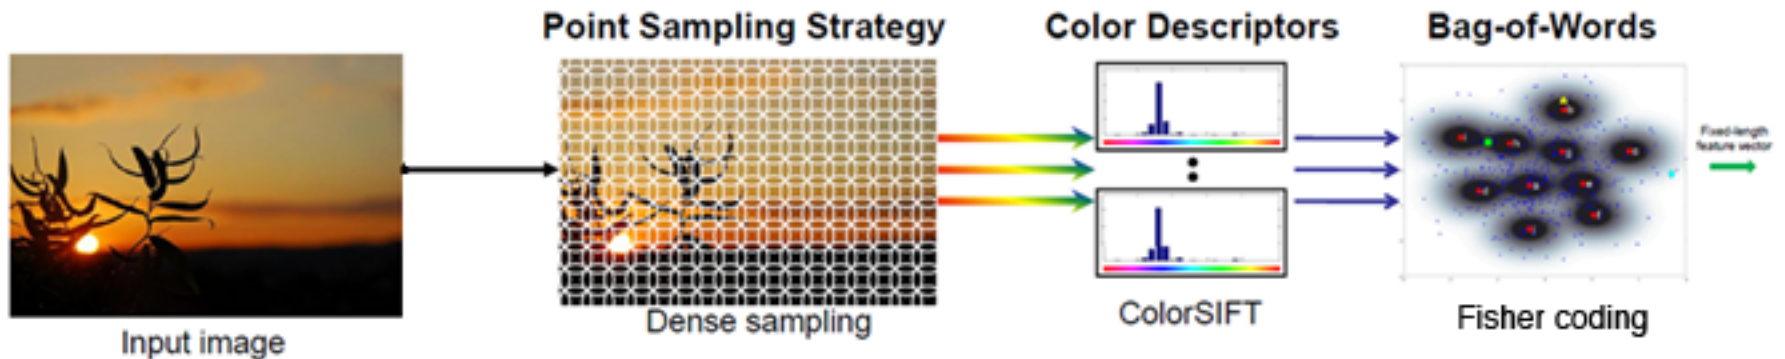 Point Sampling Strategy
Color Descriptors
Bag-of-Words
Fixed-length
feature vector
Input image
Dense sampling
ColorSIFT
Fisher coding